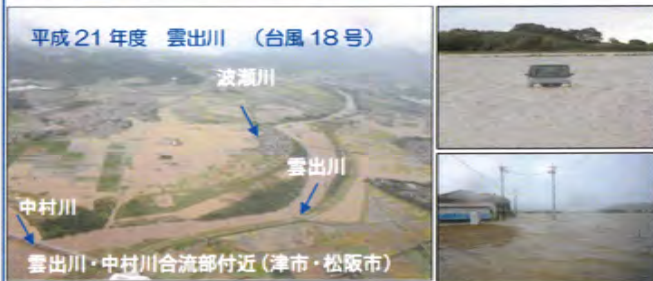 平成21年度 雲出川 （台風18号）
波瀬川
雲出川
中村川
雲出川・中村川合流部付近（津市・松阪市）